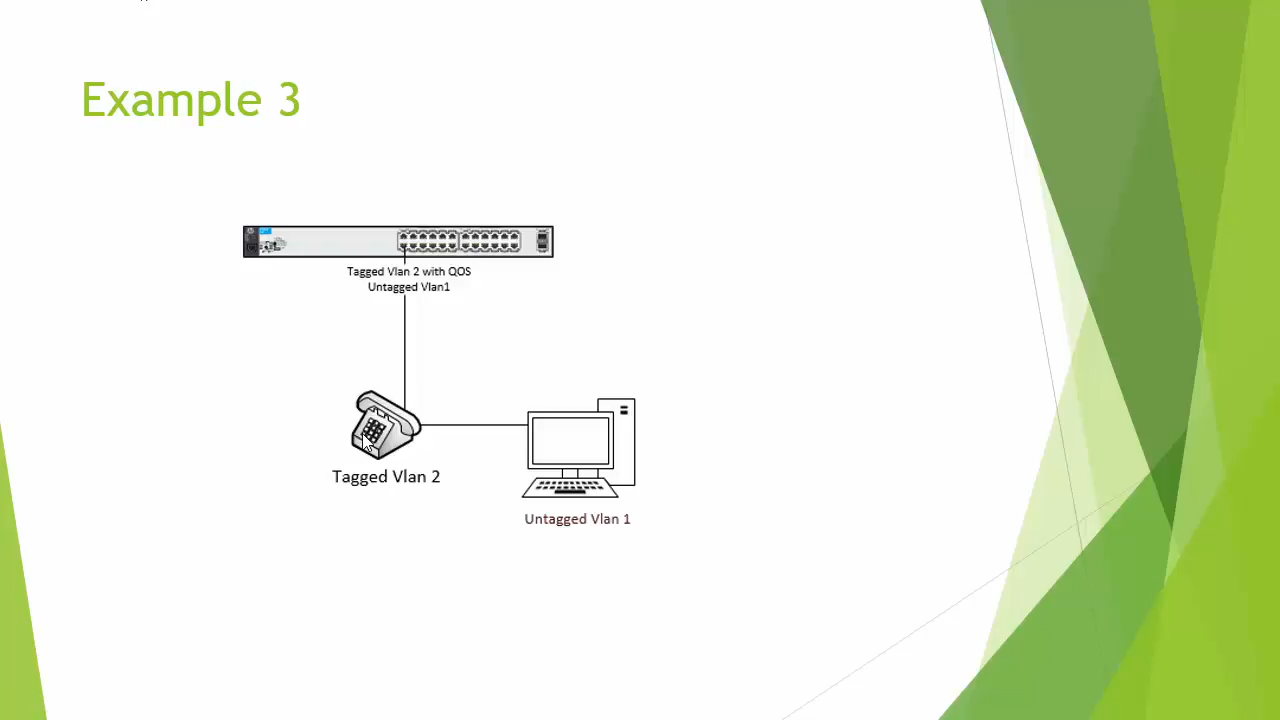 Example 3
Tagged Vlan 2 with QOS
Untagged Vlan1
Tagged Vlan 2
Untagged Vlan 1